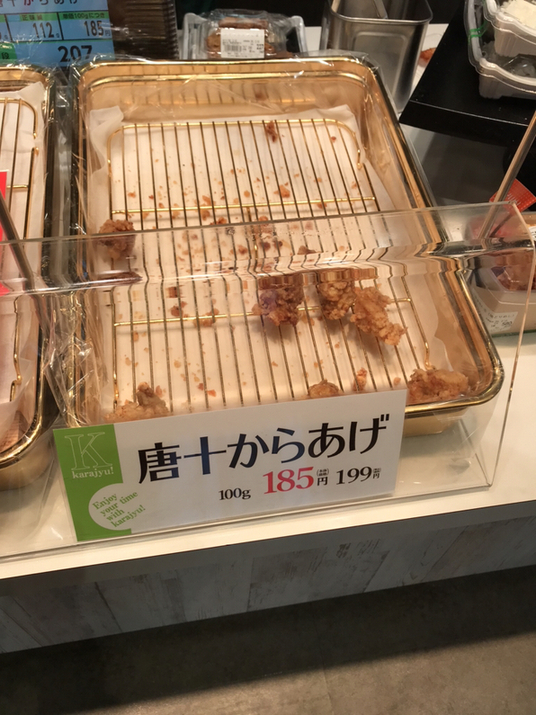 112
185
207
K
karajyu!
Enjoy
your time
with
karajyu!
唐十からあげ
100g 185円 199円